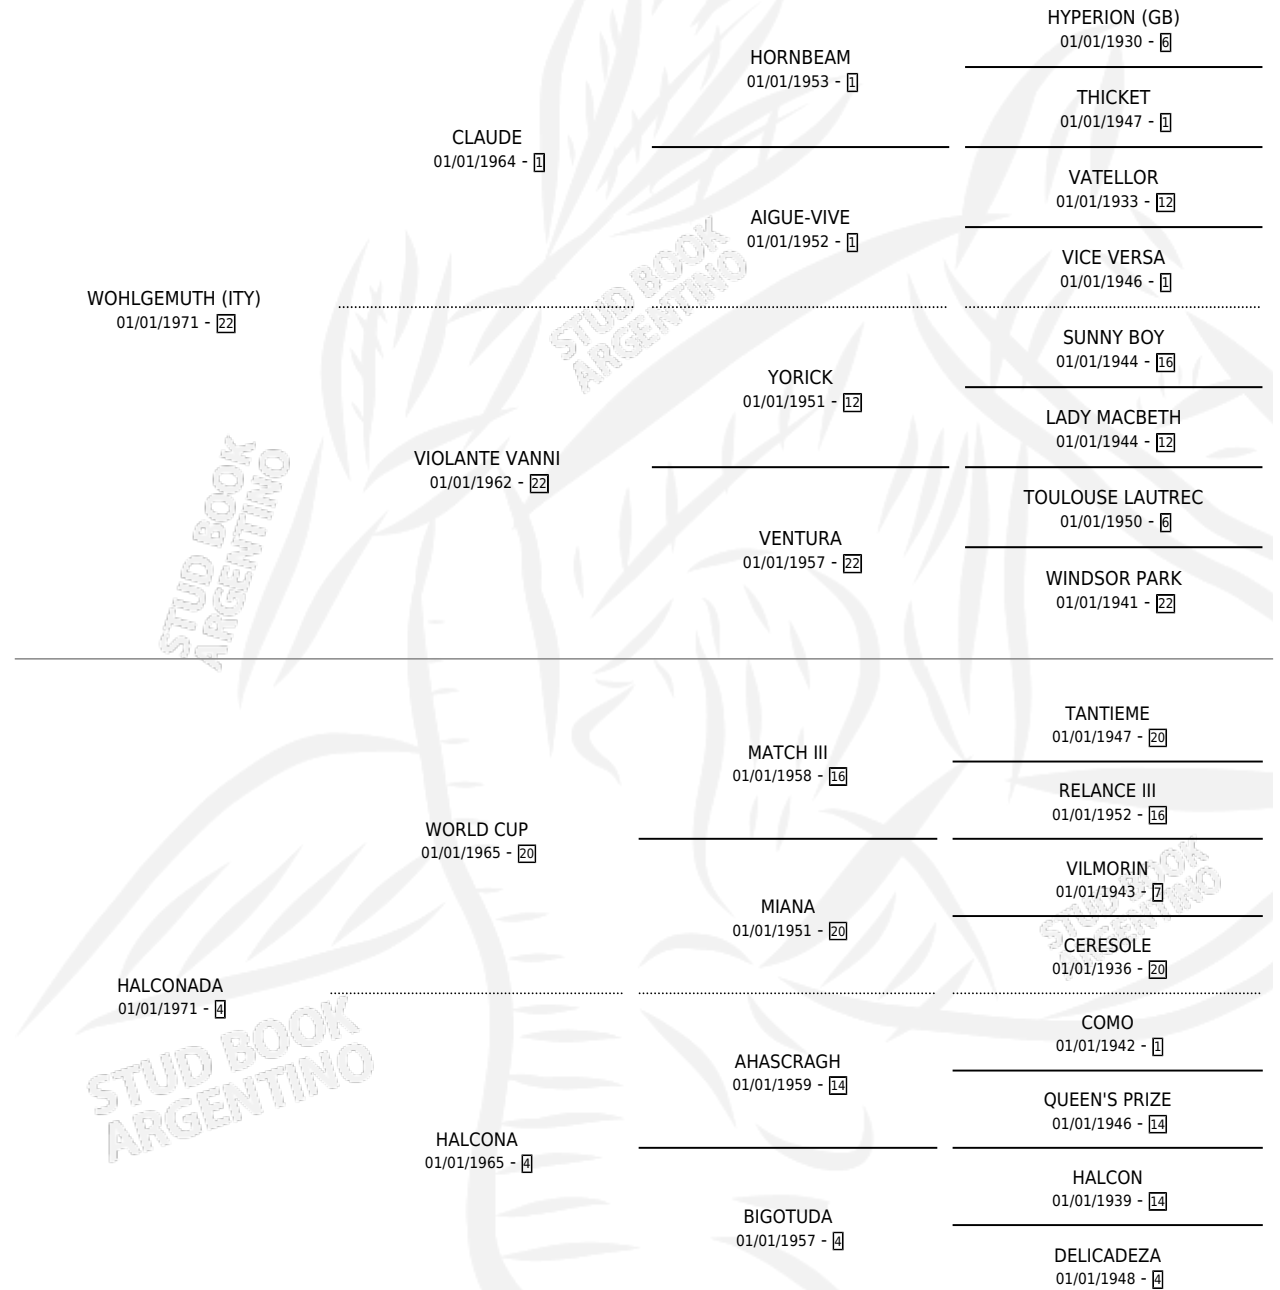 HYPERION (GB)
01/01/1930 - 6
HORNBEAM
01/01/1953 - 1
THICKET
01/01/1947 - 1
CLAUDE
01/01/1964 - 1
VATELLOR
01/01/1933 - 12
AIGUE-VIVE
01/01/1952 - 1
VICE VERSA
01/01/1946 - 1
WOHLGEMUTH (ITY)
01/01/1971 - 22
SUNNY BOY
01/01/1944 - 16
YORICK
01/01/1951 - 12
LADY MACBETH
01/01/1944 - 12
VIOLANTE VANNI
01/01/1962 - 22
TOULOUSE LAUTREC
01/01/1950 - 6
VENTURA
01/01/1957 - 22
WINDSOR PARK
01/01/1941 - 22
TANTIEME
01/01/1947 - 20
MATCH III
01/01/1958 - 16
RELANCE III
01/01/1952 - 16
WORLD CUP
01/01/1965 - 20
VILMORIN
01/01/1943 - 7
MIANA
01/01/1951 - 20
CERESOLE
01/01/1936 - 20
HALCONADA
01/01/1971 - 4
COMO
01/01/1942 - 1
AHASCRAGH
01/01/1959 - 14
QUEEN'S PRIZE
01/01/1946 - 14
HALCONA
01/01/1965 - 4
HALCON
01/01/1939 - 14
BIGOTUDA
01/01/1957 - 4
DELICADEZA
01/01/1948 - 4
STUD BOOK
ARGENTINO
STUD BOOK
ARGENTINO
STUD BOOK
ARGENTINO
STUD BOOK
ARGENTINO